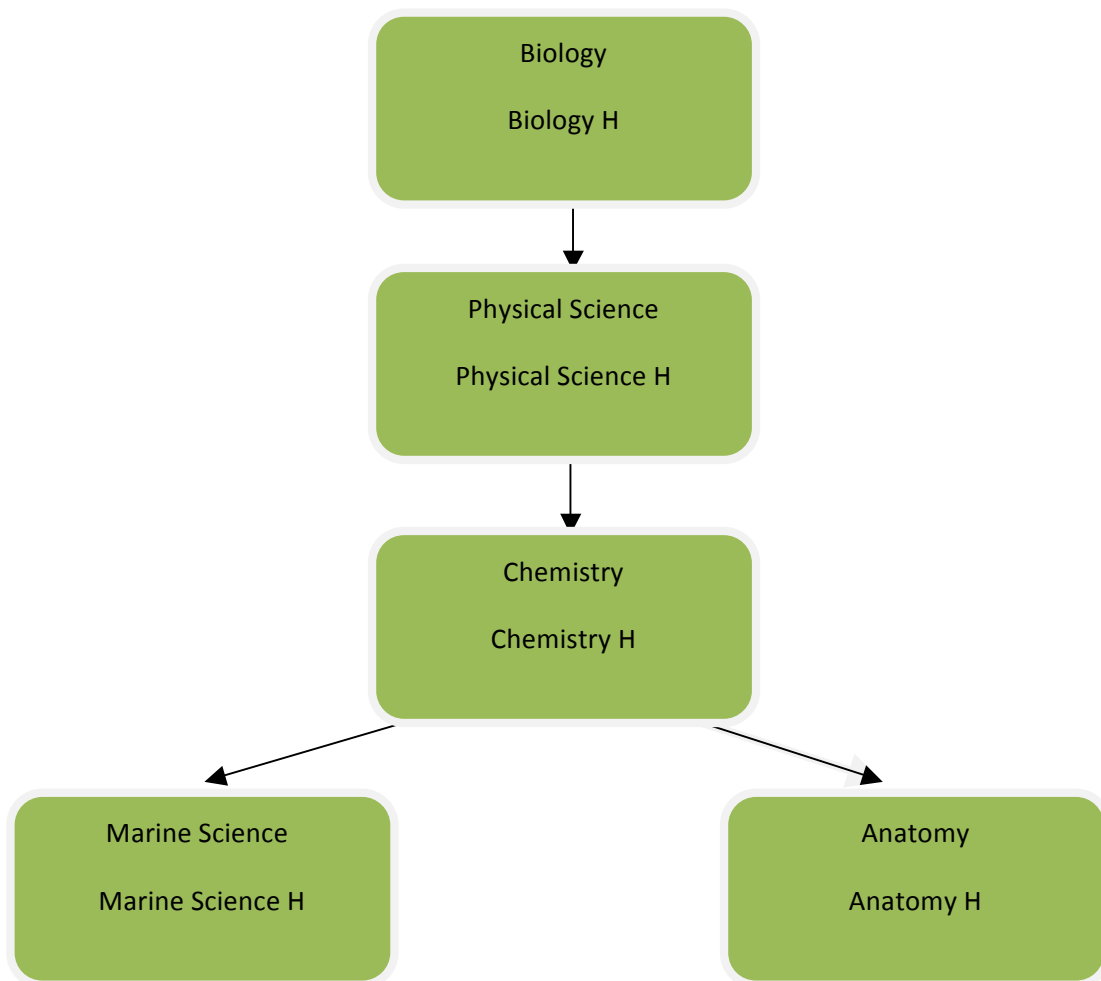 Biology
Biology H
Physical Science
Physical Science H
Chemistry
Chemistry H
Marine Science
Marine Science H
Anatomy
Anatomy H